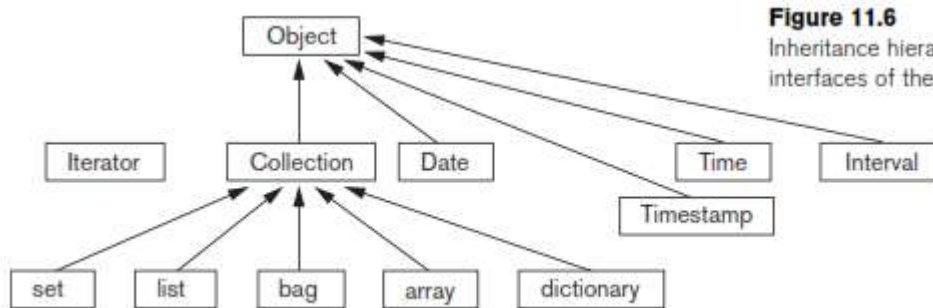 Figure 11.6
Object
Inheritance hiera
interfaces of the
Iterator
Collection
Date
Time
Interval
Timestamp
set
list
bag
array
dictionary